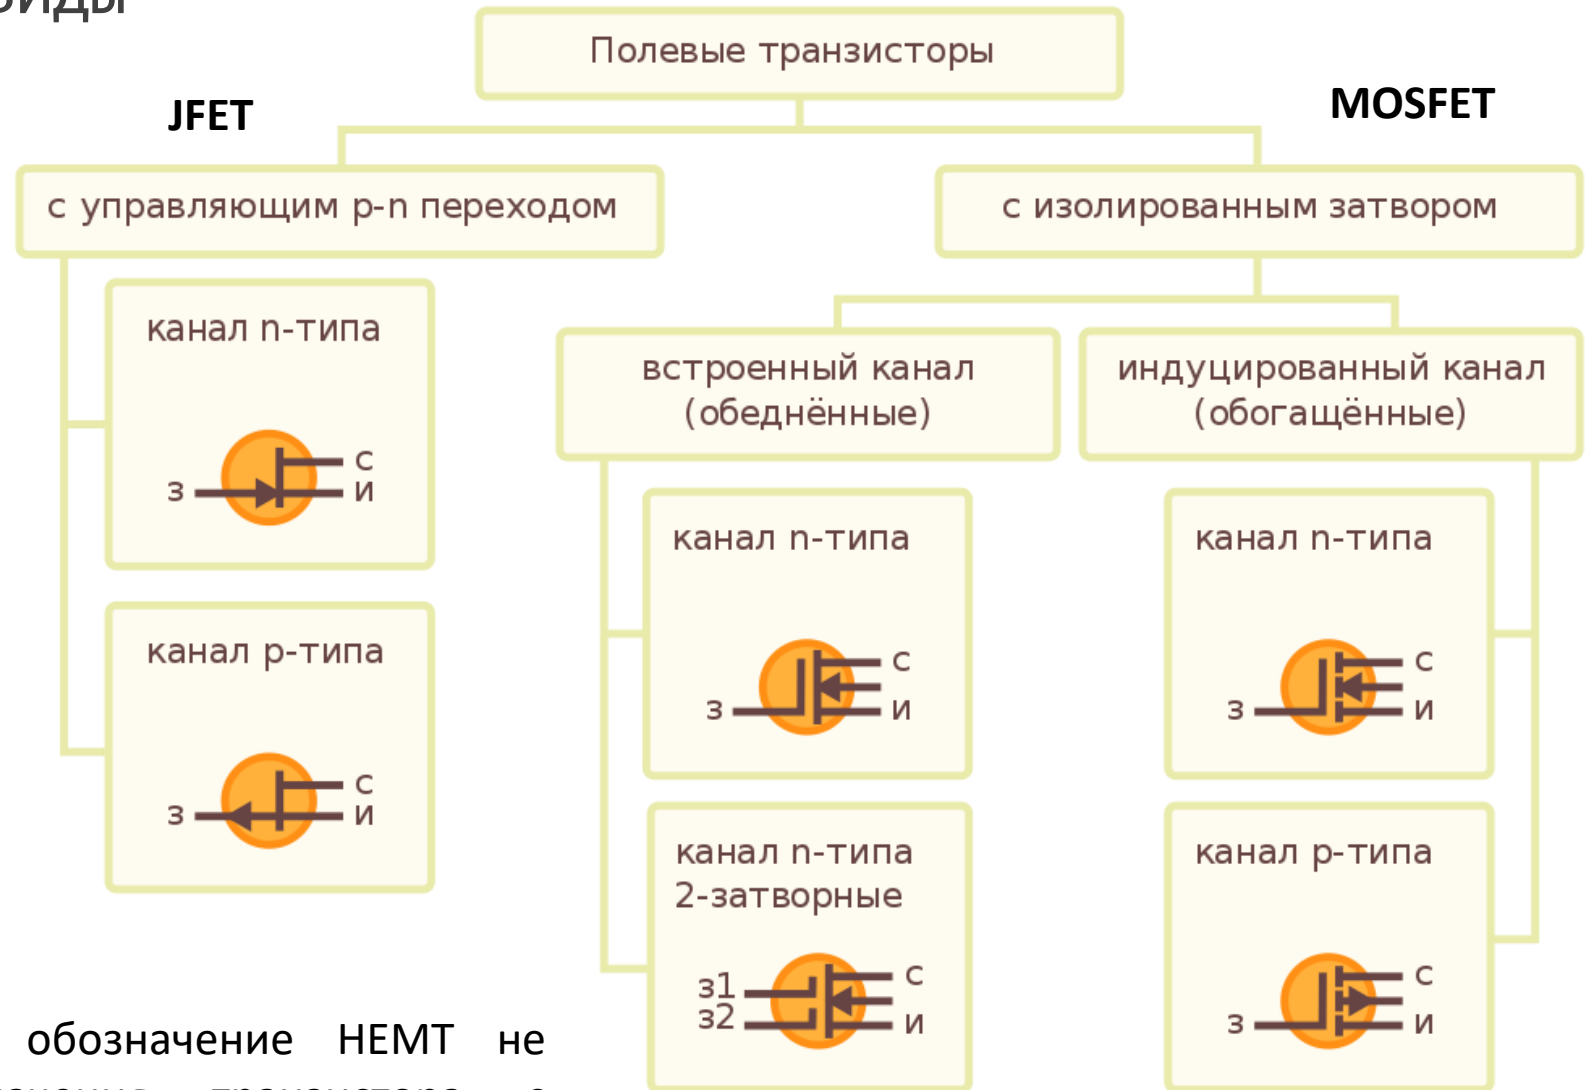 Полевые транзисторы
JFET
MOSFET
с управляющим p-n переходом
с изолированным затвором
канал n-типа
с
з
и
канал p-типа
с
з
и
встроенный канал
(обеднённые)
индуцированный канал
(обогащённые)
канал n-типа
с
з
и
канал n-типа
2-затворные
з1
з2
с
и
канал n-типа
с
з
и
канал p-типа
с
з
и
обозначение HEMT не